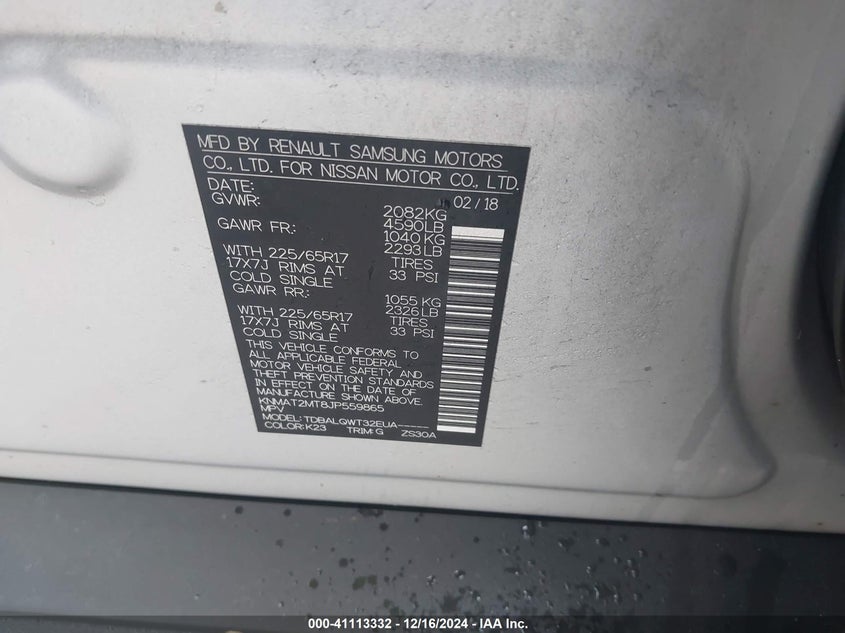 MFD BY RENAULT SAMSUNG MOTORS
CO., LTD. FOR NISSAN MOTOR CO., LTD.
DATE: 02/18
GVWR: 2082KG
4590LB
GAWR FR: 1040 KG
2293LB
WITH 225/65R17 TIRES
17X7J RIMS AT 33 PSI
COLD SINGLE
GAWR RR: 1055 KG
2326LB
WITH 225/65R17 TIRES
17X7J RIMS AT 33 PSI
COLD SINGLE
THIS VEHICLE CONFORMS TO
ALL APPLICABLE FEDERAL
MOTOR VEHICLE SAFETY AND
THEFT PREVENTION STANDARDS
IN EFFECT ON THE DATE OF
MANUFACTURE SHOWN ABOVE.
KNMAT2MT8JP559865
MPV
MODEL: TDBALQWT32EUA-----
COLOR: K23 TRIM: G ZS30A
000-41113332 - 12/16/2024 - IAA Inc.